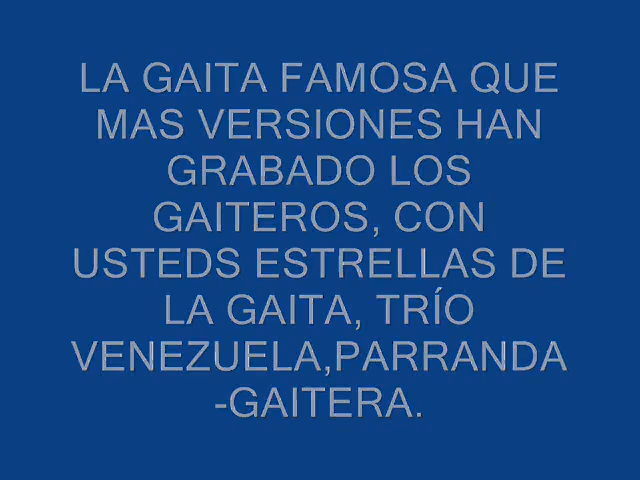 LA GAITA FAMOSA QUE
MAS VERSIONES HAN
GRABADO LOS
GAITEROS, CON
USTEDS ESTRELLAS DE
LA GAITA, TRÍO
VENEZUELA,PARRANDA
-GAITERA.